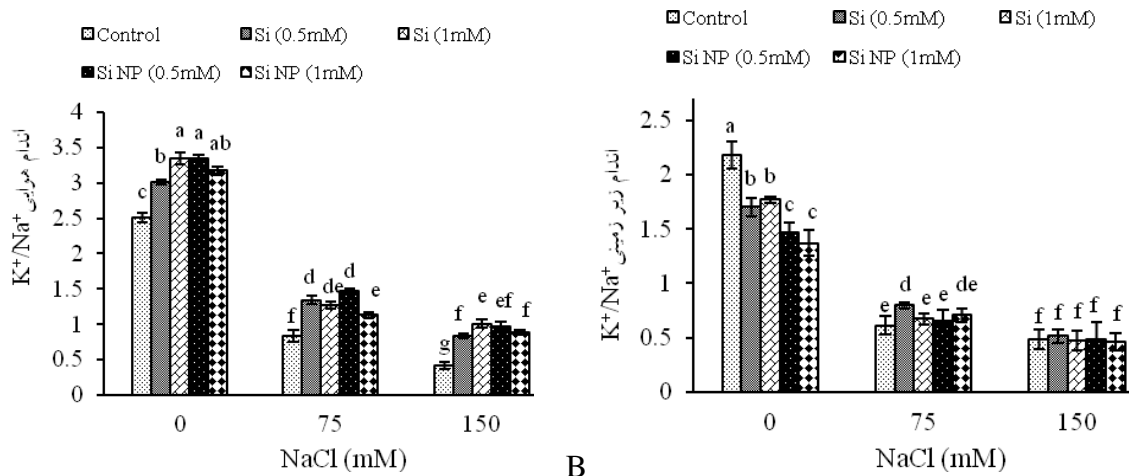 Control Si (0.5mM) Si (1mM)
Si NP (0.5mM) Si NP (1mM)
K⁺/Na⁺ اندام هوایی
4
3.5
3
2.5
2
1.5
1
0.5
0
c b a a ab
f d de d e
g f e ef f
0 75 150
NaCl (mM)
B
Control Si (0.5mM) Si (1mM)
Si NP (0.5mM) Si NP (1mM)
K⁺/Na⁺ اندام زیر زمینی
2.5
2
1.5
1
0.5
0
a b b c c
e d e e de
f f f f f
0 75 150
NaCl (mM)